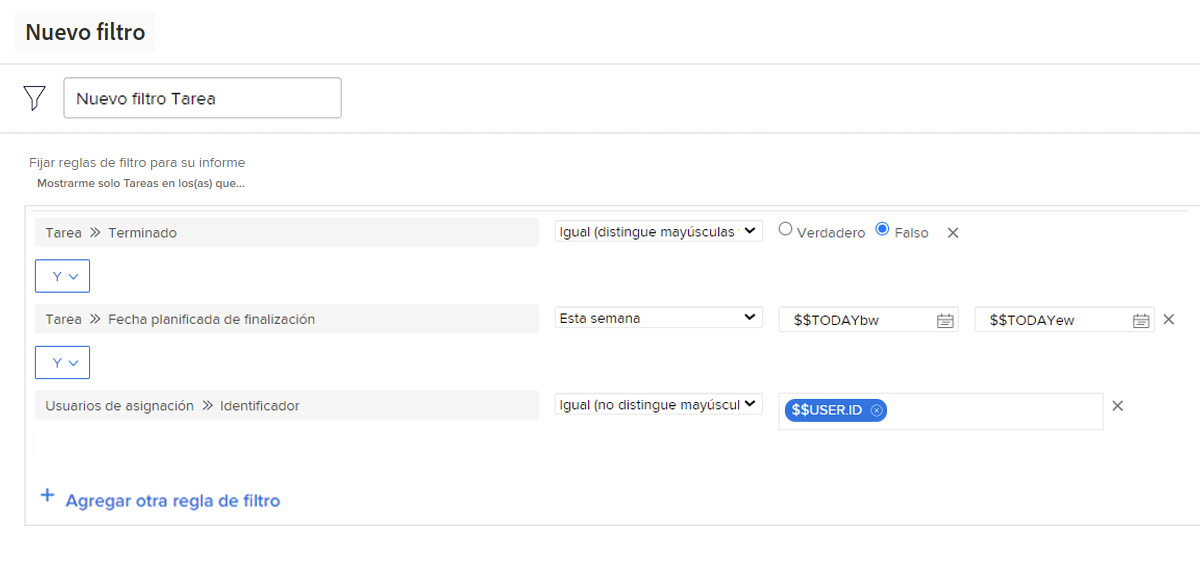 Nuevo filtro
Nuevo filtro Tarea
Fijar reglas de filtro para su informe
Mostrarme solo Tareas en los(as) que...
Tarea » Terminado Igual (distingue mayúsculas Verdadero Falso
Y
Tarea » Fecha planificada de finalización Esta semana $$TODAYbw $$TODAYew
Y
Usuarios de asignación » Identificador Igual (no distingue mayúscul $$USER.ID
+ Agregar otra regla de filtro